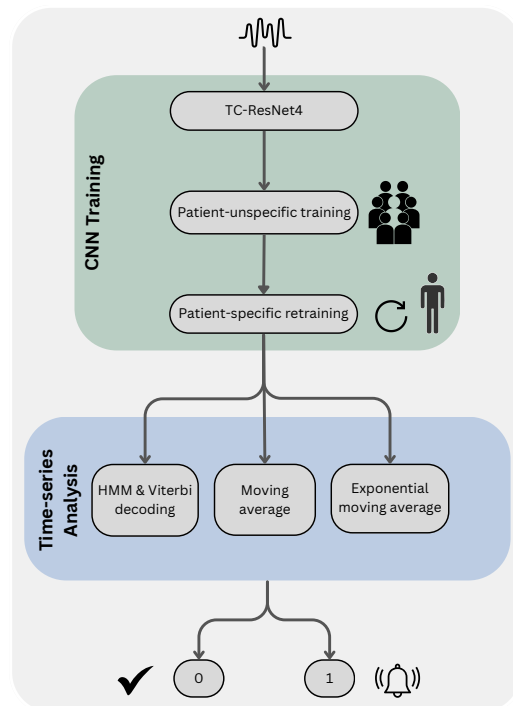 TC-ResNet4
CNN Training
Patient-unspecific training
Patient-specific retraining
Time-series
Analysis
HMM & Viterbi
decoding
Moving
average
Exponential
moving average
0
1